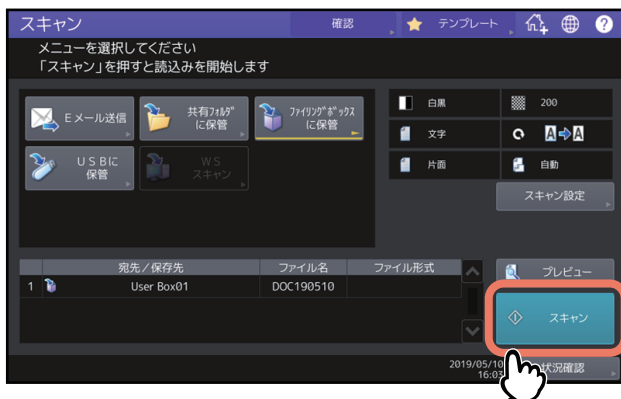 スキャン
確認
テンプレート
メニューを選択してください
「スキャン」を押すと読込みを開始します
Eメール送信
共有ﾌｫﾙﾀﾞ
に保管
ﾌｧｲﾘﾝｸﾞﾎﾞｯｸｽ
に保管
USBに
保管
WS
スキャン
白黒
200
文字
A A
片面
自動
スキャン設定
宛先／保存先 ファイル名 ファイル形式
1 User Box01 DOC190510
プレビュー
スキャン
2019/05/10
16:03
状況確認